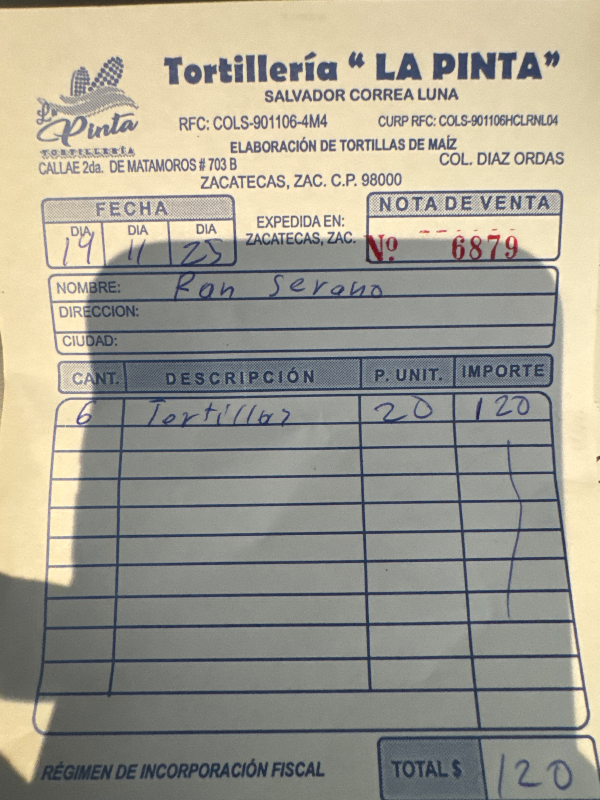 La Pinta
TORTILLERÍA
Tortillería “ LA PINTA”
SALVADOR CORREA LUNA
RFC: COLS-901106-4M4 CURP RFC: COLS-901106HCLRNL04
ELABORACIÓN DE TORTILLAS DE MAÍZ
CALLAE 2da. DE MATAMOROS # 703 B COL. DIAZ ORDAS
ZACATECAS, ZAC. C.P. 98000
FECHA
DIA DIA DIA
19 11 25
EXPEDIDA EN:
ZACATECAS, ZAC.
NOTA DE VENTA
Nº 6879
NOMBRE: Ron Serano
DIRECCION:
CIUDAD:
CANT. DESCRIPCIÓN P. UNIT. IMPORTE
6 Tortillas 20 120
RÉGIMEN DE INCORPORACIÓN FISCAL
TOTAL $ 120